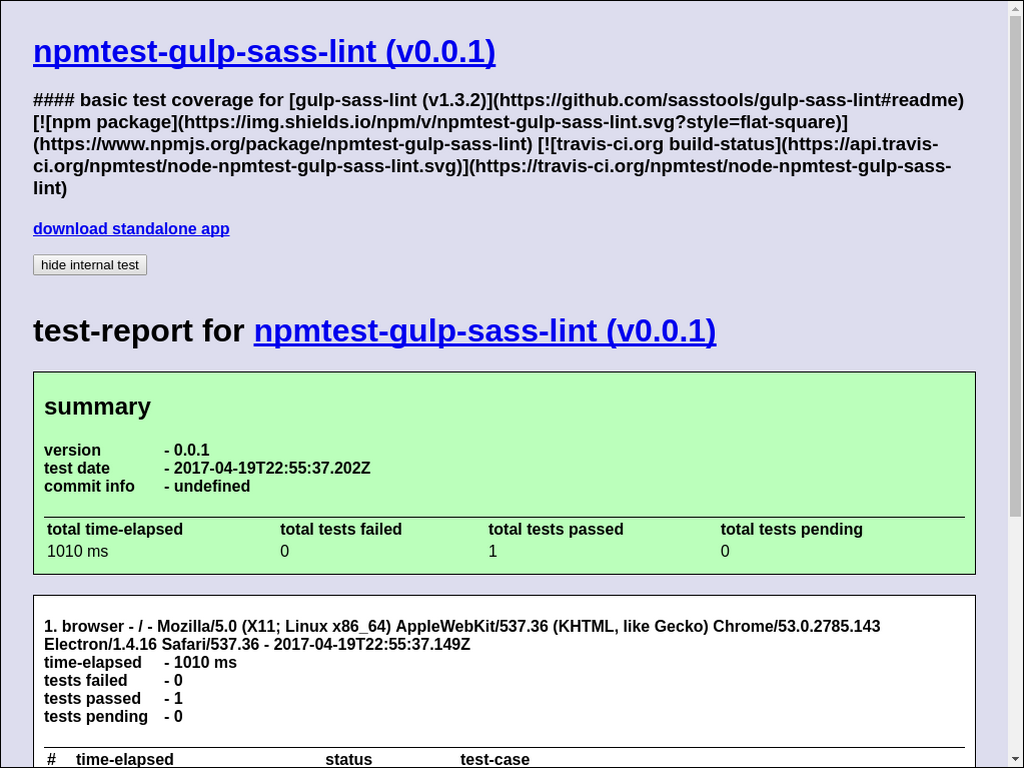 npmtest-gulp-sass-lint (v0.0.1)
#### basic test coverage for [gulp-sass-lint (v1.3.2)](https://github.com/sasstools/gulp-sass-lint#readme)
[![npm package](https://img.shields.io/npm/v/npmtest-gulp-sass-lint.svg?style=flat-square)]
(https://www.npmjs.org/package/npmtest-gulp-sass-lint) [![travis-ci.org build-status](https://api.travis-
ci.org/npmtest/node-npmtest-gulp-sass-lint.svg)](https://travis-ci.org/npmtest/node-npmtest-gulp-sass-
lint)
download standalone app
hide internal test
test-report for npmtest-gulp-sass-lint (v0.0.1)
summary
version - 0.0.1
test date - 2017-04-19T22:55:37.202Z
commit info - undefined
total time-elapsed total tests failed total tests passed total tests pending
1010 ms 0 1 0
1. browser - / - Mozilla/5.0 (X11; Linux x86_64) AppleWebKit/537.36 (KHTML, like Gecko) Chrome/53.0.2785.143
Electron/1.4.16 Safari/537.36 - 2017-04-19T22:55:37.149Z
time-elapsed - 1010 ms
tests failed - 0
tests passed - 1
tests pending - 0
# time-elapsed status test-case